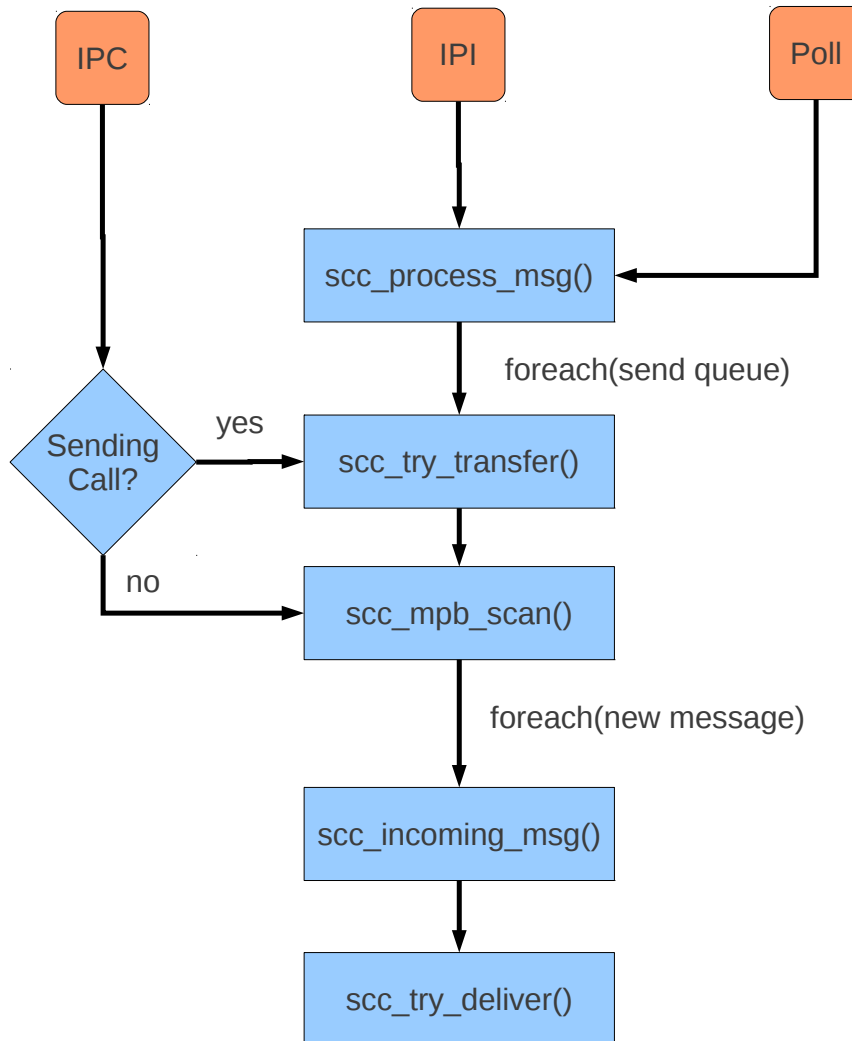 IPC
IPI
Poll
scc_process_msg()
foreach(send queue)
yes
Sending
Call?
scc_try_transfer()
no
scc_mpb_scan()
foreach(new message)
scc_incoming_msg()
scc_try_deliver()